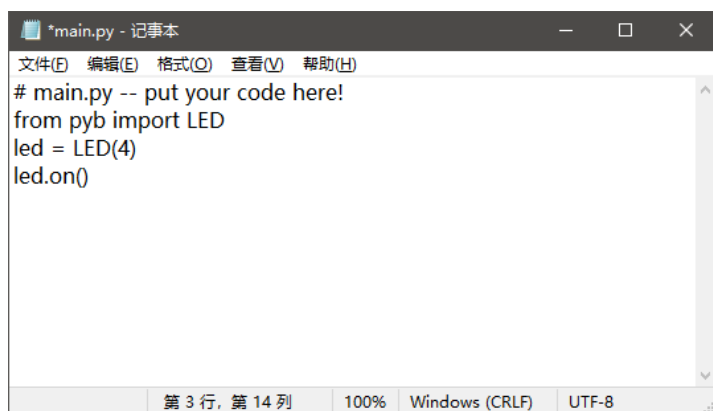 *main.py - 记事本
文件(F) 编辑(E) 格式(O) 查看(V) 帮助(H)
# main.py -- put your code here!
from pyb import LED
led = LED(4)
led.on()
第 3 行，第 14 列 100% Windows (CRLF) UTF-8